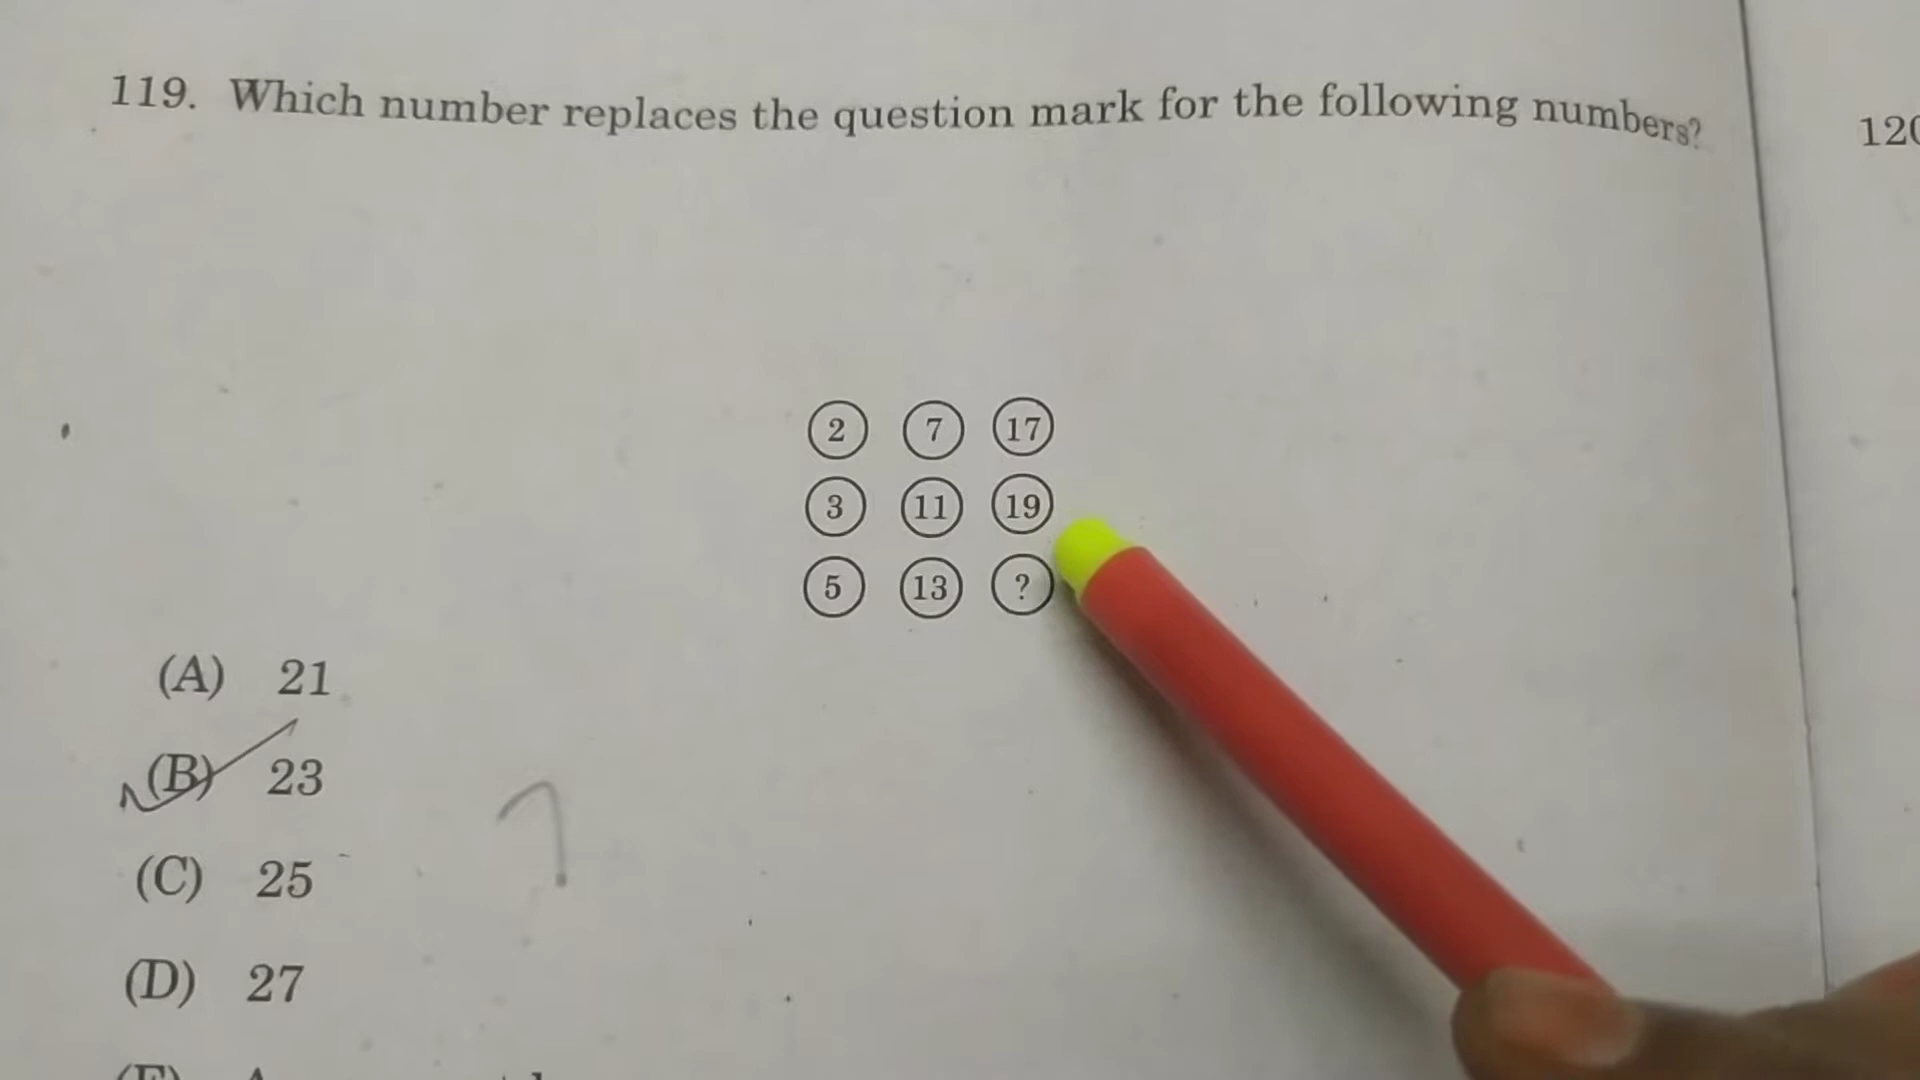 119. Which number replaces the question mark for the following numbers?
120
2 7 17
3 11 19
5 13 ?
(A) 21
(B) 23
(C) 25
(D) 27